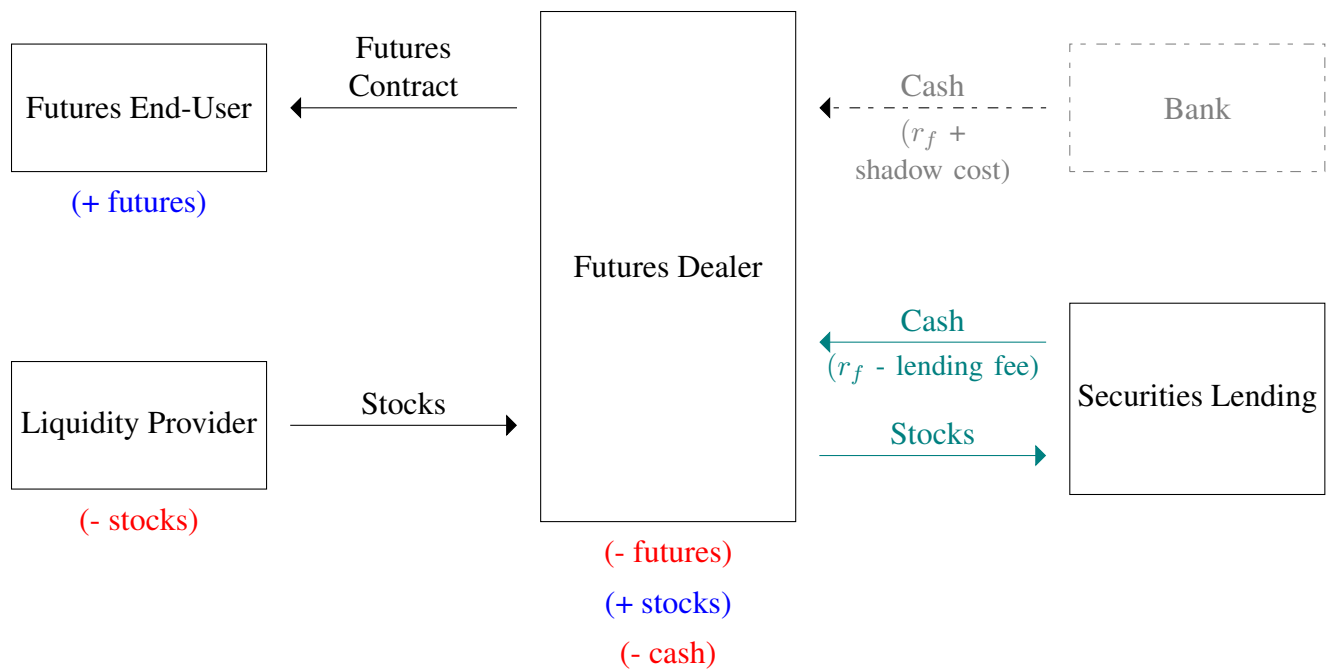 Futures End-User
(+ futures)
Futures
Contract
Liquidity Provider
(- stocks)
Stocks
Futures Dealer
(- futures)
(+ stocks)
(- cash)
Cash
(r_f +
shadow cost)
Bank
Cash
(r_f - lending fee)
Stocks
Securities Lending